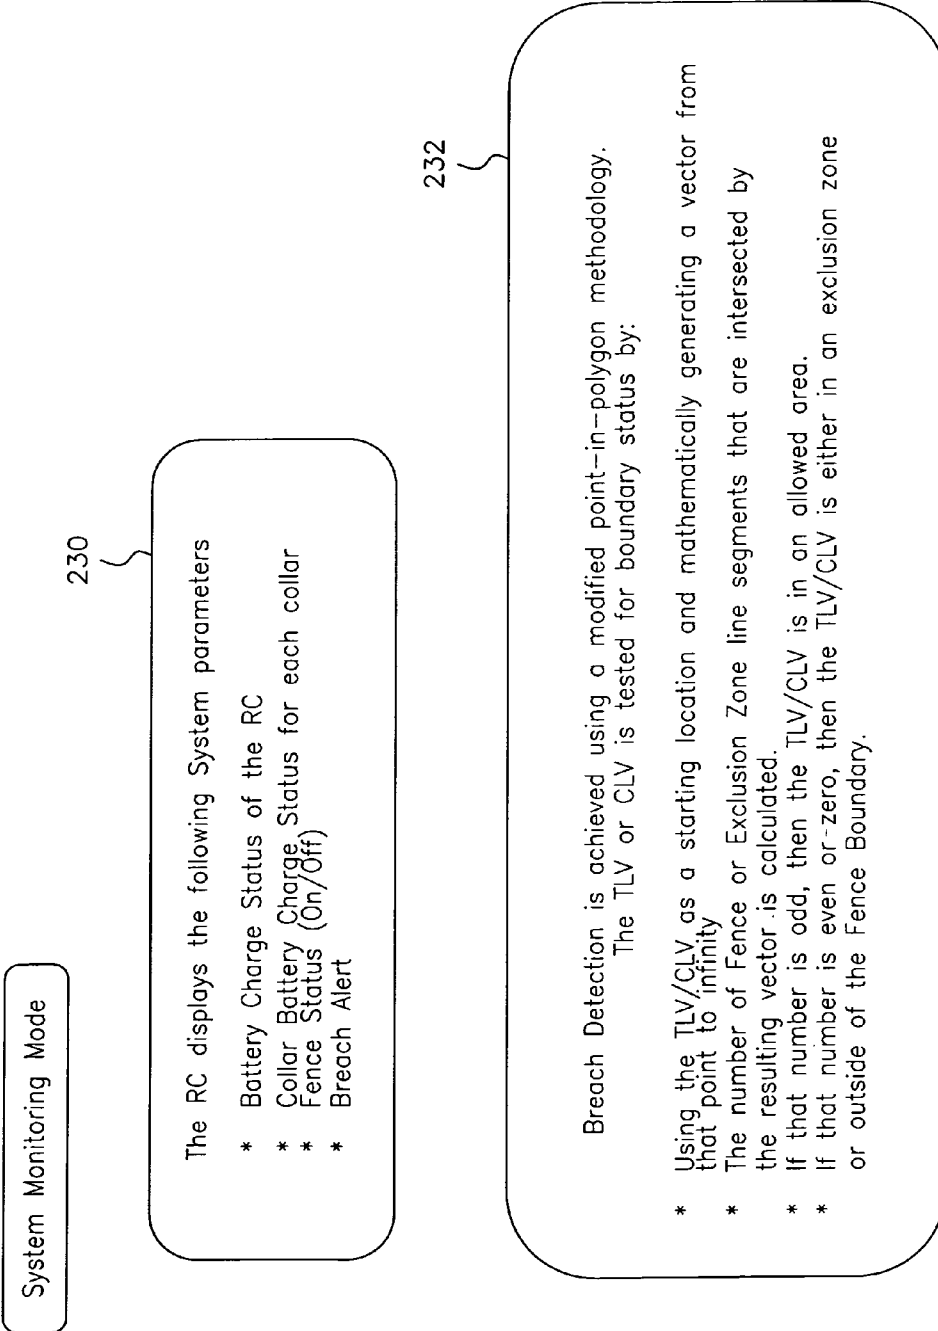 System Monitoring Mode
230
The RC displays the following System parameters
* Battery Charge Status of the RC
* Collar Battery Charge Status for each collar
* Fence Status (On/Off)
* Breach Alert
232
Breach Detection is achieved using a modified point-in-polygon methodology.
The TLV or CLV is tested for boundary status by:
* Using the TLV/CLV as a starting location and mathematically generating a vector from
that point to infinity
* The number of Fence or Exclusion Zone line segments that are intersected by
the resulting vector is calculated.
* If that number is odd, then the TLV/CLV is in an allowed area.
* If that number is even or zero, then the TLV/CLV is either in an exclusion zone
or outside of the Fence Boundary.